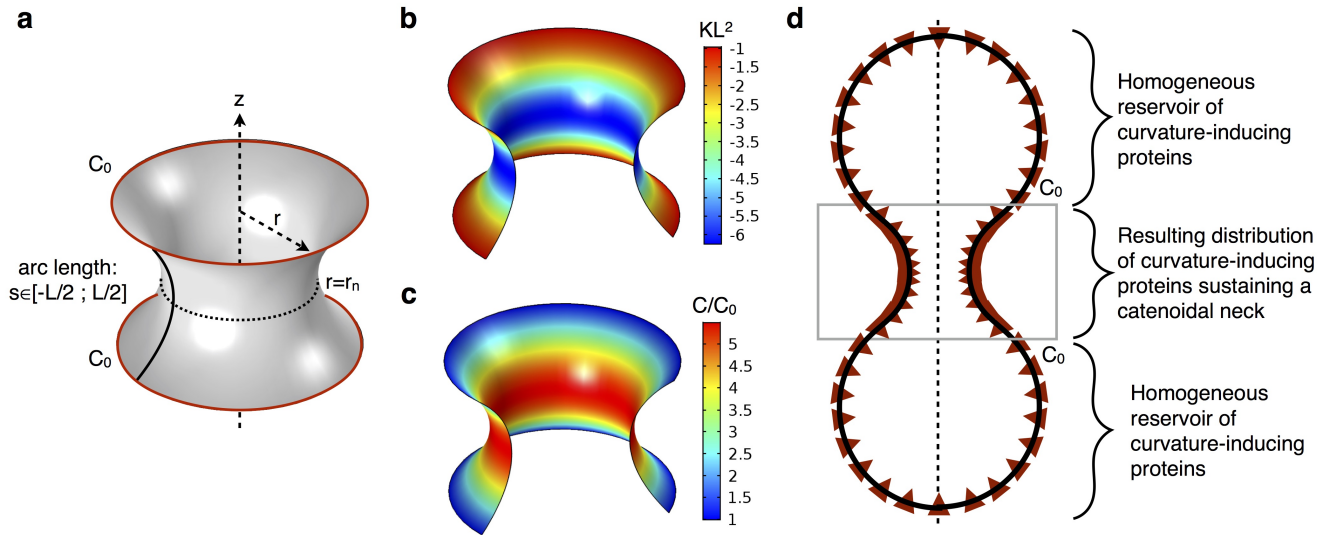 a
z
C₀
r
arc length:
s∈[-L/2 ; L/2]
r=rₙ
C₀
b
KL²
-1
-1.5
-2
-2.5
-3
-3.5
-4
-4.5
-5
-5.5
-6
c
C/C₀
5
4.5
4
3.5
3
2.5
2
1.5
1
d
Homogeneous
reservoir of
curvature-inducing
proteins
C₀
Resulting distribution
of curvature-inducing
proteins sustaining a
catenoidal neck
C₀
Homogeneous
reservoir of
curvature-inducing
proteins